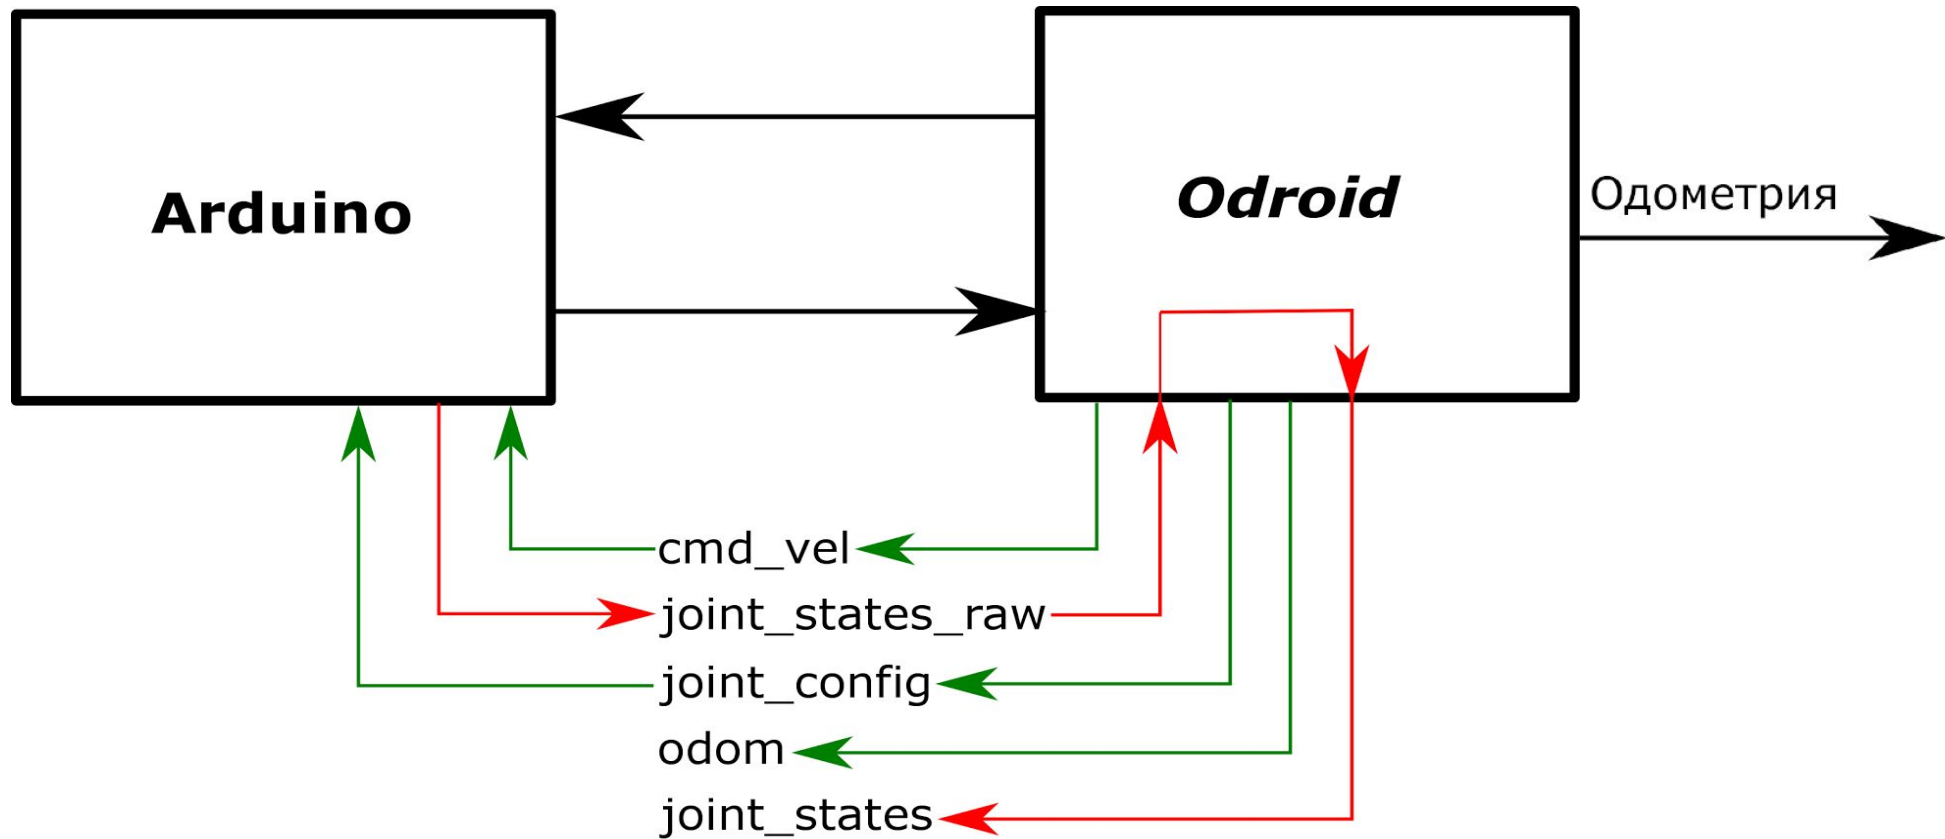 Arduino
Odroid
Одометрия
cmd_vel
joint_states_raw
joint_config
odom
joint_states